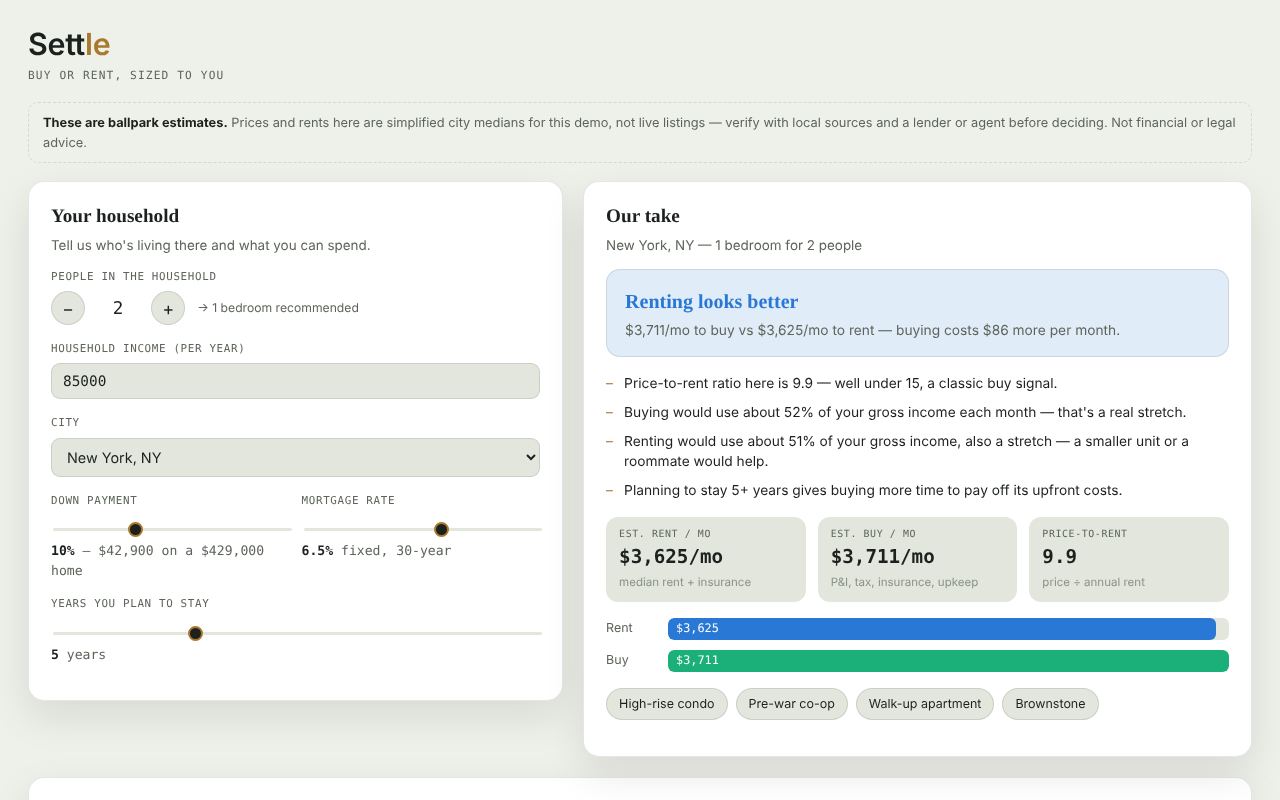 Settle
BUY OR RENT, SIZED TO YOU
These are ballpark estimates. Prices and rents here are simplified city medians for this demo, not live listings — verify with local sources and a lender or agent before deciding. Not financial or legal
advice.
Your household
Tell us who's living there and what you can spend.
PEOPLE IN THE HOUSEHOLD
− 2 + → 1 bedroom recommended
HOUSEHOLD INCOME (PER YEAR)
85000
CITY
New York, NY
DOWN PAYMENT MORTGAGE RATE
10% — $42,900 on a $429,000 6.5% fixed, 30-year
home
YEARS YOU PLAN TO STAY
5 years
Our take
New York, NY — 1 bedroom for 2 people
Renting looks better
$3,711/mo to buy vs $3,625/mo to rent — buying costs $86 more per month.
– Price-to-rent ratio here is 9.9 — well under 15, a classic buy signal.
– Buying would use about 52% of your gross income each month — that's a real stretch.
– Renting would use about 51% of your gross income, also a stretch — a smaller unit or a
roommate would help.
– Planning to stay 5+ years gives buying more time to pay off its upfront costs.
EST. RENT / MO EST. BUY / MO PRICE-TO-RENT
$3,625/mo $3,711/mo 9.9
median rent + insurance P&I, tax, insurance, upkeep price ÷ annual rent
Rent $3,625
Buy $3,711
High-rise condo Pre-war co-op Walk-up apartment Brownstone